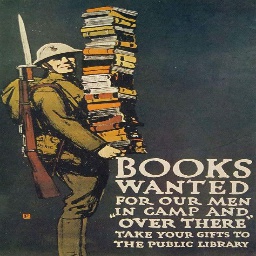 BOOKS
WANTED
FOR OUR MEN
"IN CAMP AND
"OVER THERE"
TAKE YOUR GIFTS TO
THE PUBLIC LIBRARY